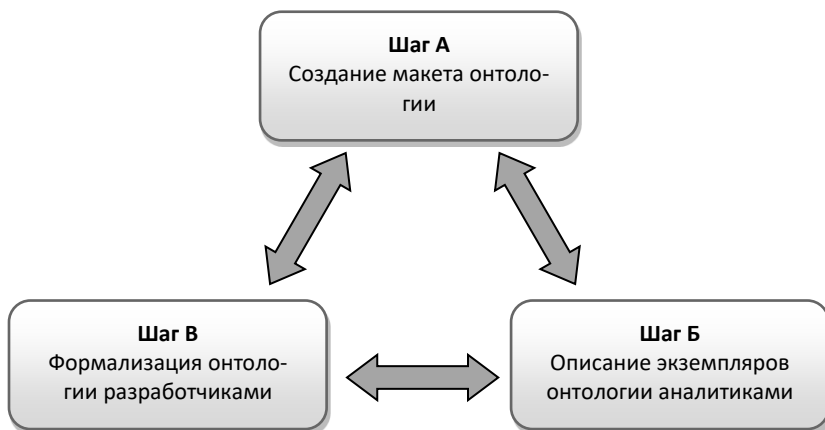 Шаг А
Создание макета онтоло-
гии
Шаг В
Формализация онтоло-
гии разработчиками
Шаг Б
Описание экземпляров
онтологии аналитиками